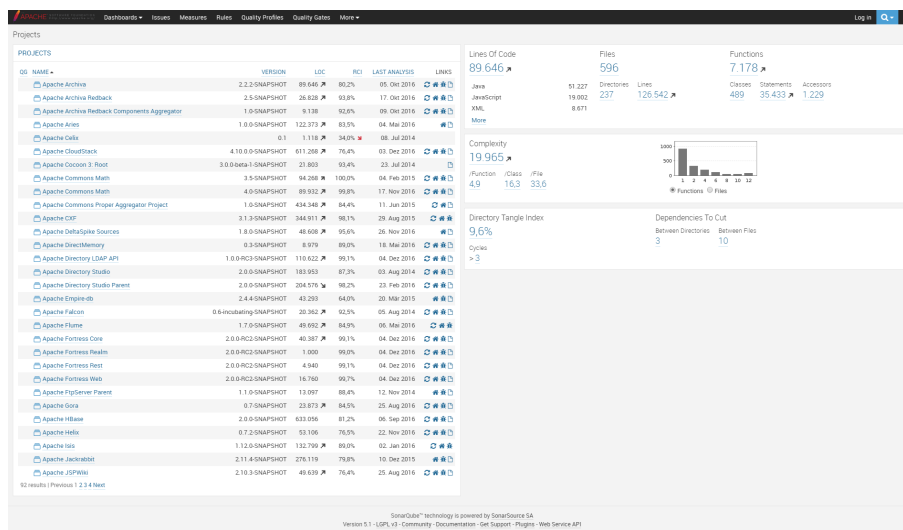 APACHE
Dashboards Issues Measures Rules Quality Profiles Quality Gates More
Log in
Projects
PROJECTS
QG NAME VERSION LOC RCI LAST ANALYSIS LINKS
Apache Archiva 2.2.2-SNAPSHOT 89.646 80,2% 05. Okt 2016
Apache Archiva Redback 2.5-SNAPSHOT 26.828 93,8% 17. Okt 2016
Apache Archiva Redback Components Aggregator 1.0-SNAPSHOT 9.138 92,6% 09. Okt 2016
Apache Aries 1.0.0-SNAPSHOT 122.373 83,5% 04. Mai 2016
Apache Celix 0.1 1.118 34,0% 08. Jul 2014
Apache CloudStack 4.10.0.0-SNAPSHOT 611.268 76,4% 03. Dez 2016
Apache Cocoon 3: Root 3.0.0-beta-1-SNAPSHOT 21.803 93,4% 23. Jul 2014
Apache Commons Math 3.5-SNAPSHOT 94.268 100,0% 04. Feb 2015
Apache Commons Math 4.0-SNAPSHOT 89.932 99,8% 17. Nov 2016
Apache Commons Proper Aggregator Project 1.0-SNAPSHOT 434.348 84,4% 11. Jun 2015
Apache CXF 3.1.3-SNAPSHOT 344.911 98,1% 29. Aug 2015
Apache DeltaSpike Sources 1.8.0-SNAPSHOT 48.608 95,6% 26. Nov 2016
Apache DirectMemory 0.3-SNAPSHOT 8.979 89,0% 18. Mai 2016
Apache Directory LDAP API 1.0.0-RC3-SNAPSHOT 110.622 99,1% 04. Dez 2016
Apache Directory Studio 2.0.0-SNAPSHOT 183.953 87,3% 03. Aug 2014
Apache Directory Studio Parent 2.0.0-SNAPSHOT 204.576 98,2% 23. Feb 2016
Apache Empire-db 2.4.4-SNAPSHOT 43.293 64,0% 20. Mär 2015
Apache Falcon 0.6-incubating-SNAPSHOT 20.362 92,5% 05. Aug 2014
Apache Flume 1.7.0-SNAPSHOT 49.692 84,9% 06. Mai 2016
Apache Fortress Core 2.0.0-RC2-SNAPSHOT 40.387 99,1% 04. Dez 2016
Apache Fortress Realm 2.0.0-RC2-SNAPSHOT 1.000 99,0% 04. Dez 2016
Apache Fortress Rest 2.0.0-RC2-SNAPSHOT 4.940 99,1% 04. Dez 2016
Apache Fortress Web 2.0.0-RC2-SNAPSHOT 16.760 99,7% 04. Dez 2016
Apache FtpServer Parent 1.1.0-SNAPSHOT 13.097 88,4% 12. Nov 2014
Apache Gora 0.7-SNAPSHOT 23.873 84,5% 25. Aug 2016
Apache HBase 2.0.0-SNAPSHOT 633.056 81,2% 06. Sep 2016
Apache Helix 0.7.2-SNAPSHOT 53.106 76,5% 22. Nov 2016
Apache Isis 1.12.0-SNAPSHOT 132.799 89,0% 02. Jan 2016
Apache Jackrabbit 2.11.4-SNAPSHOT 276.119 79,8% 10. Dez 2015
Apache JSPWiki 2.10.3-SNAPSHOT 49.639 76,4% 25. Aug 2016
92 results | Previous 1 2 3 4 Next
Lines Of Code Files Functions
89.646 596 7.178
Java 51.227
JavaScript 19.002
XML 8.671
More
Directories Lines
237 126.542
Classes Statements Accessors
489 35.433 1.229
Complexity
19.965
/Function /Class /File
4,9 16,3 33,6
1000
500
0
1 2 4 6 8 10 12
Functions Files
Directory Tangle Index
9,6%
Cycles
> 3
Dependencies To Cut
Between Directories Between Files
3 10
SonarQube™ technology is powered by SonarSource SA
Version 5.1 - LGPL v3 - Community - Documentation - Get Support - Plugins - Web Service API